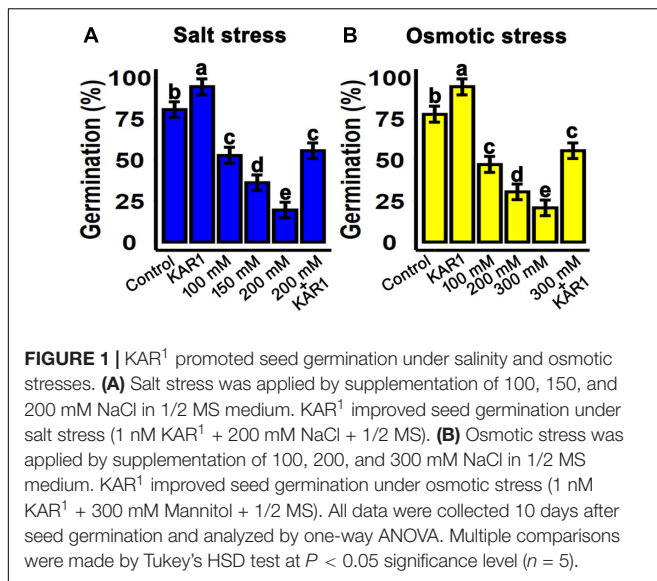 A Salt stress B Osmotic stress
Germination (%)
100
75
50
25
0
b a c d e c
Control KAR1 100 mM 150 mM 200 mM 200 mM + KAR1
Germination (%)
100
75
50
25
0
b a c d e c
Control KAR1 100 mM 200 mM 300 mM 300 mM + KAR1
FIGURE 1 | KAR¹ promoted seed germination under salinity and osmotic
stresses. (A) Salt stress was applied by supplementation of 100, 150, and
200 mM NaCl in 1/2 MS medium. KAR¹ improved seed germination under
salt stress (1 nM KAR¹ + 200 mM NaCl + 1/2 MS). (B) Osmotic stress was
applied by supplementation of 100, 200, and 300 mM NaCl in 1/2 MS
medium. KAR¹ improved seed germination under osmotic stress (1 nM
KAR¹ + 300 mM Mannitol + 1/2 MS). All data were collected 10 days after
seed germination and analyzed by one-way ANOVA. Multiple comparisons
were made by Tukey's HSD test at P < 0.05 significance level (n = 5).